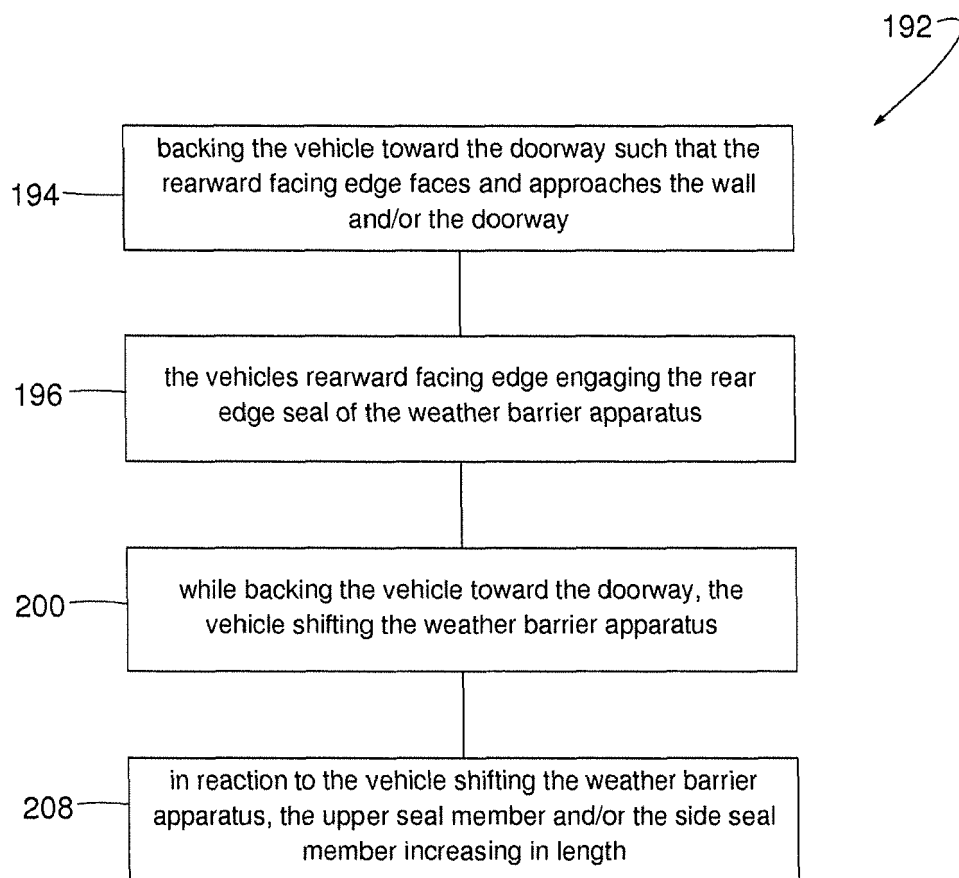 192
backing the vehicle toward the doorway such that the
rearward facing edge faces and approaches the wall
and/or the doorway
194
the vehicles rearward facing edge engaging the rear
edge seal of the weather barrier apparatus
196
while backing the vehicle toward the doorway, the
vehicle shifting the weather barrier apparatus
200
in reaction to the vehicle shifting the weather barrier
apparatus, the upper seal member and/or the side seal
member increasing in length
208